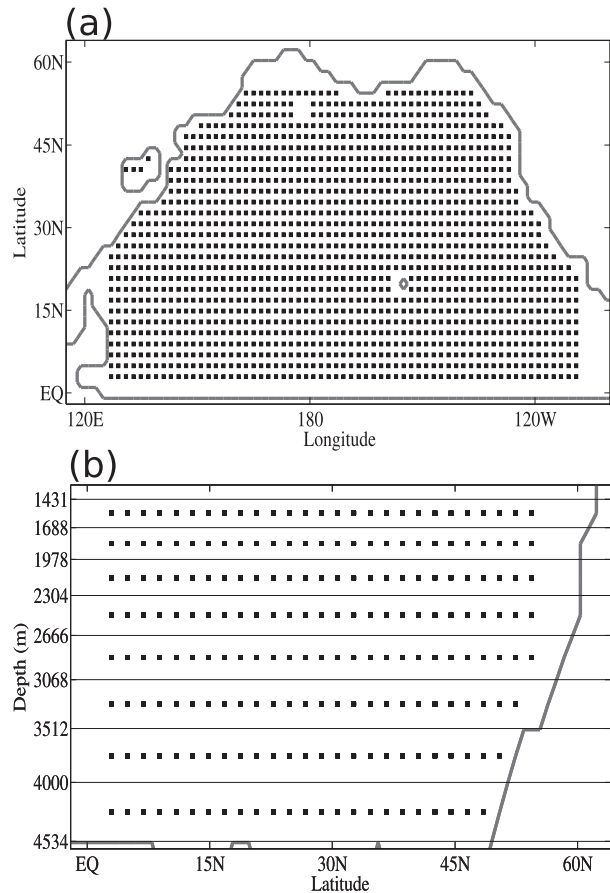 (a)
60N
45N
30N
15N
EQ
Latitude
120E 180 120W
Longitude
(b)
1431
1688
1978
2304
2666
3068
3512
4000
4534
Depth (m)
EQ 15N 30N 45N 60N
Latitude